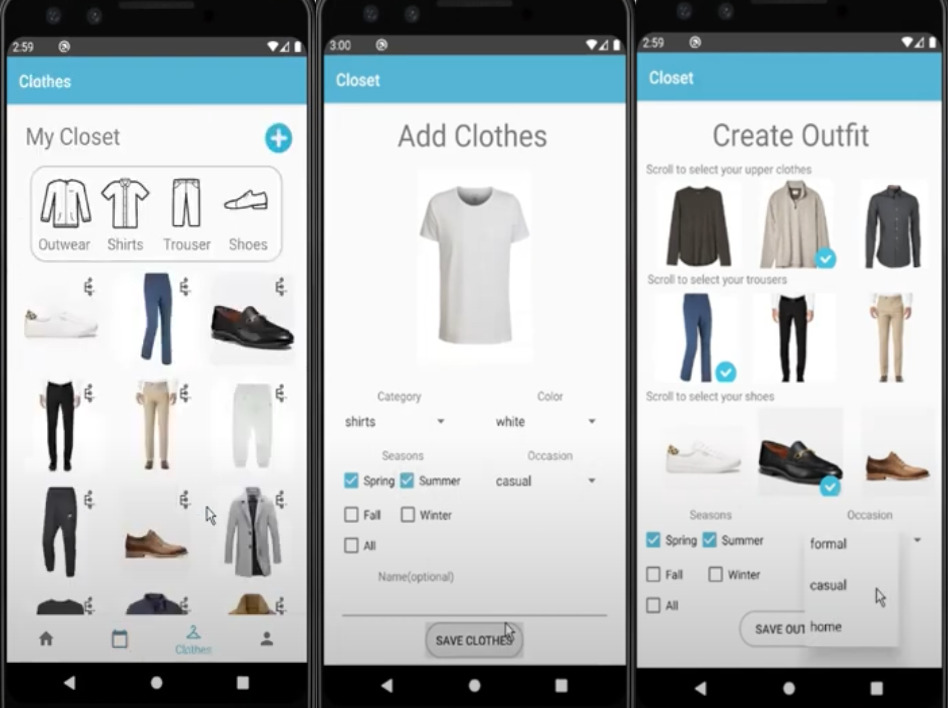 2:59
Clothes
My Closet
Outwear Shirts Trouser Shoes
Clothes
3:00
Closet
Add Clothes
Category Color
shirts white
Seasons Occasion
Spring Summer casual
Fall Winter
All
Name(optional)
SAVE CLOTHES
2:59
Closet
Create Outfit
Scroll to select your upper clothes
Scroll to select your trousers
Scroll to select your shoes
Seasons Occasion
Spring Summer formal
Fall Winter casual
All
SAVE OUT home